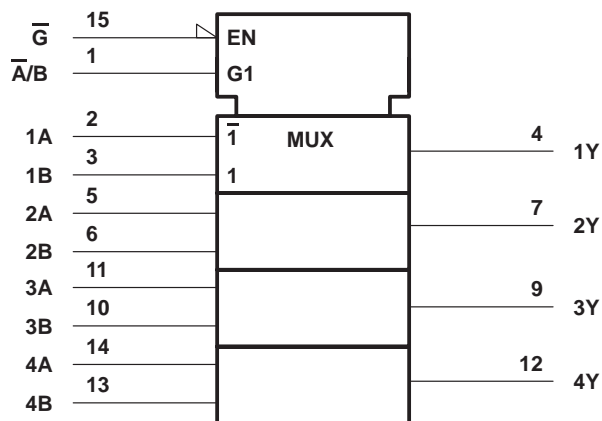 G̅ 15 EN
A̅/B 1 G1
1A 2 1̅ MUX 4 1Y
1B 3 1
2A 5 7 2Y
2B 6
3A 11 9 3Y
3B 10
4A 14 12 4Y
4B 13